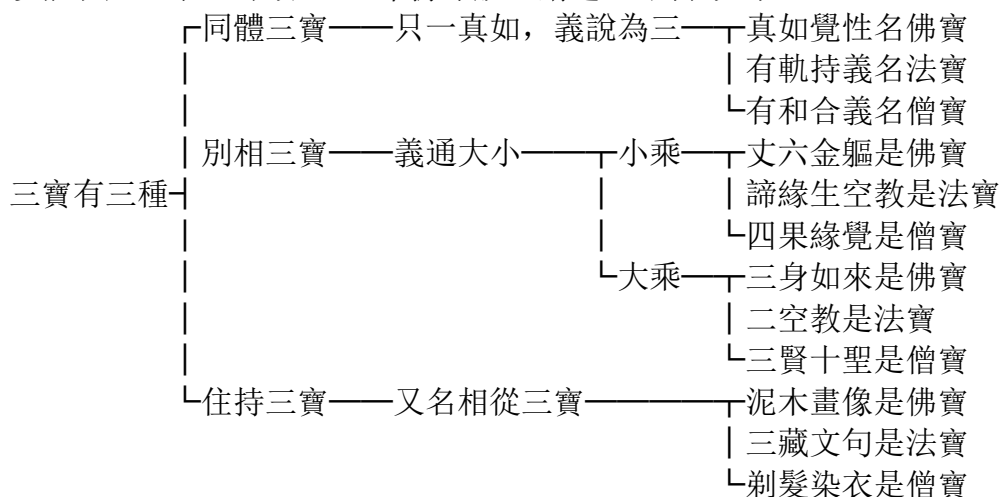 同體三寶——只一真如，義說為三—真如覺性名佛寶
有軌持義名法寶
有和合義名僧寶
別相三寶——義通大小——小乘—丈六金軀是佛寶
三寶有三種 諦緣生空教是法寶
四果緣覺是僧寶
大乘—三身如來是佛寶
二空教是法寶
三賢十聖是僧寶
住持三寶——又名相從三寶————泥木畫像是佛寶
三藏文句是法寶
剃髮染衣是僧寶